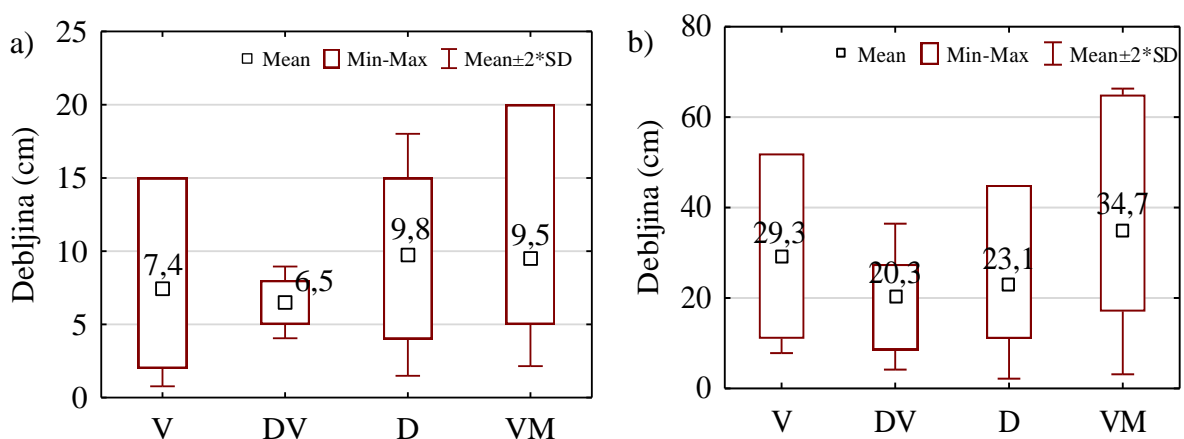 a)
Debljina (cm)
25
20
15
10
5
0
Mean Min-Max Mean±2*SD
7,4
6,5
9,8
9,5
V DV D VM
b)
Debljina (cm)
80
60
40
20
0
Mean Min-Max Mean±2*SD
29,3
20,3
23,1
34,7
V DV D VM